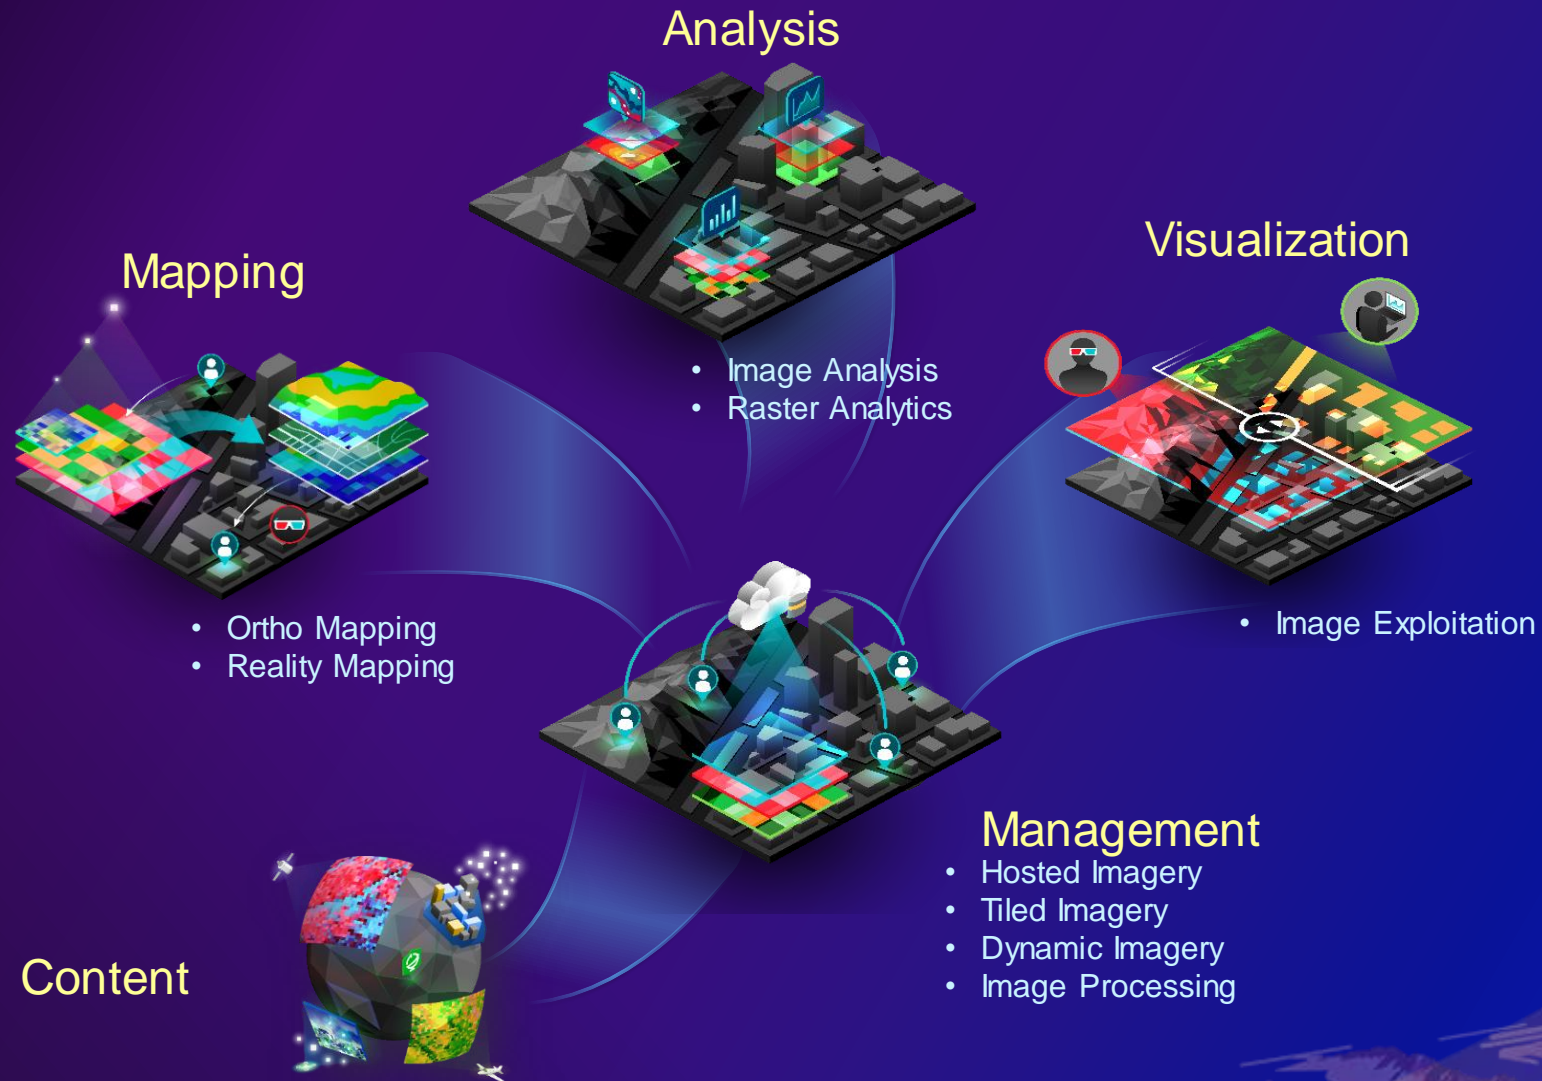 Analysis
• Image Analysis
• Raster Analytics
Mapping
• Ortho Mapping
• Reality Mapping
Visualization
• Image Exploitation
Management
• Hosted Imagery
• Tiled Imagery
• Dynamic Imagery
• Image Processing
Content